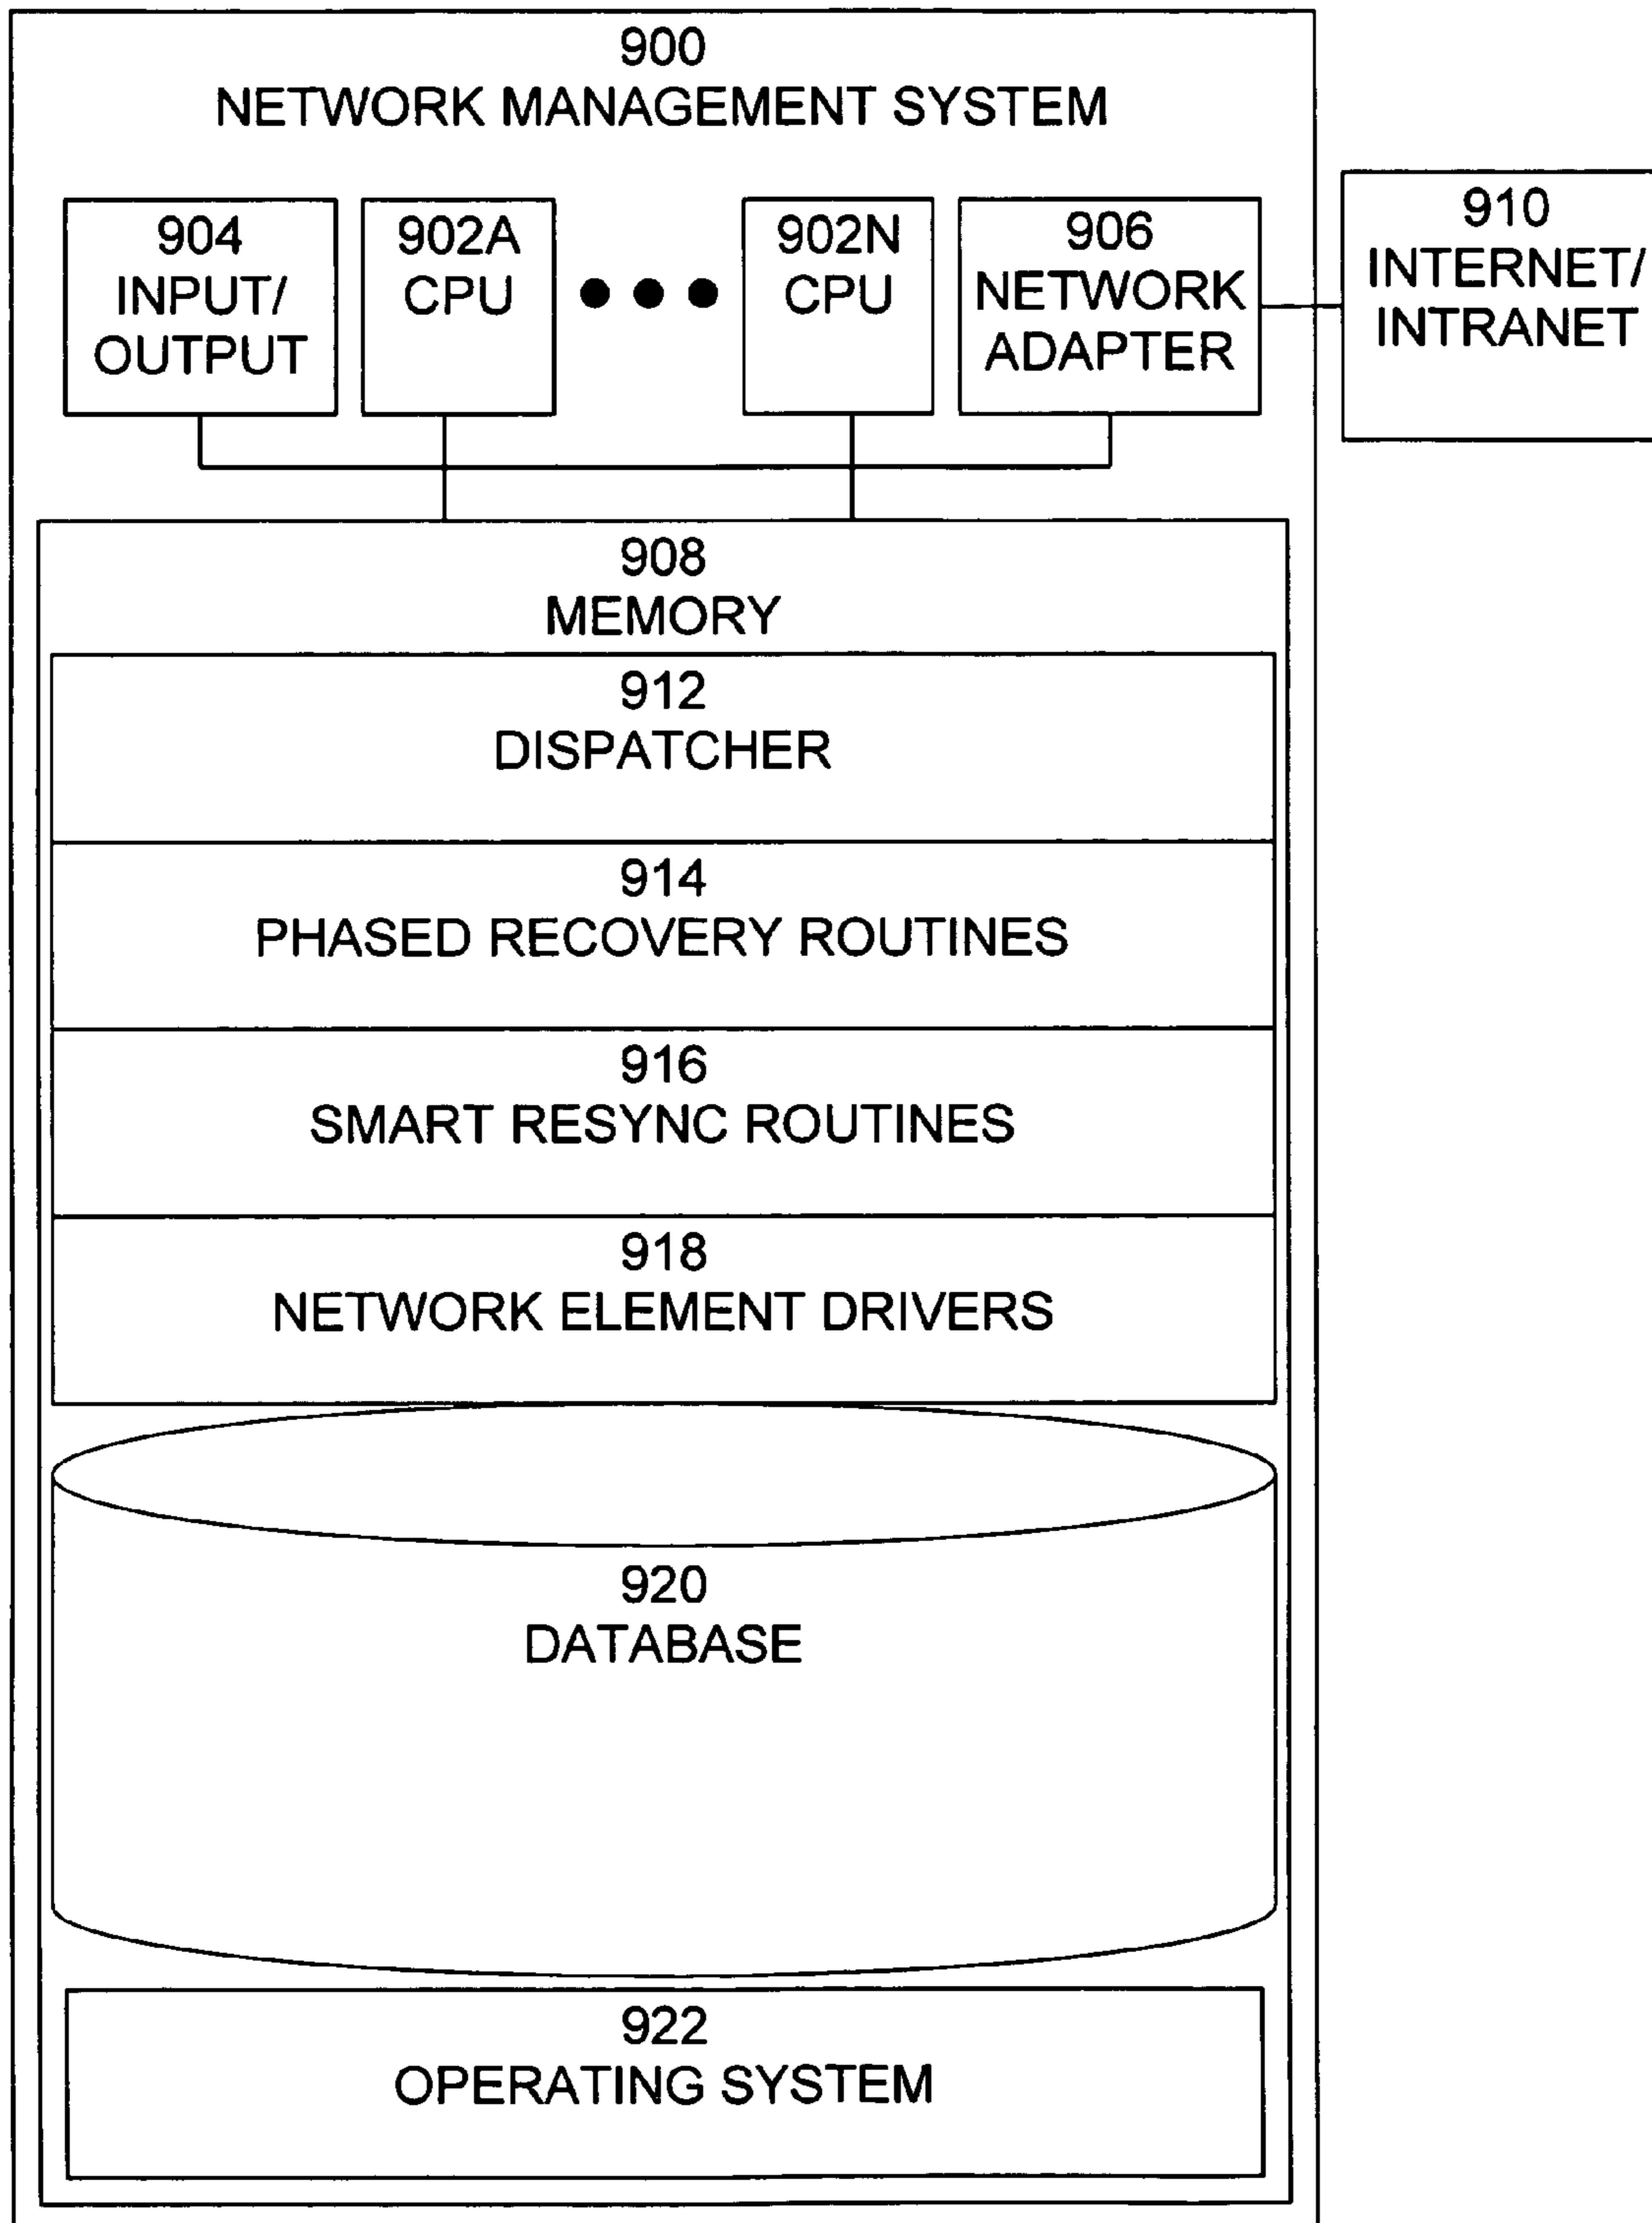 900
NETWORK MANAGEMENT SYSTEM
904
INPUT/
OUTPUT
902A
CPU
902N
CPU
906
NETWORK
ADAPTER
910
INTERNET/
INTRANET
908
MEMORY
912
DISPATCHER
914
PHASED RECOVERY ROUTINES
916
SMART RESYNC ROUTINES
918
NETWORK ELEMENT DRIVERS
920
DATABASE
922
OPERATING SYSTEM